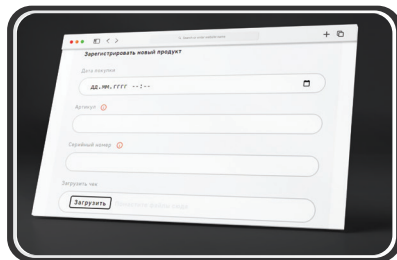 Зарегистрировать новый продукт
Дата покупки
ДД.ММ.ГГГГ --:--
Артикул
Серийный номер
Загрузить чек
Загрузить